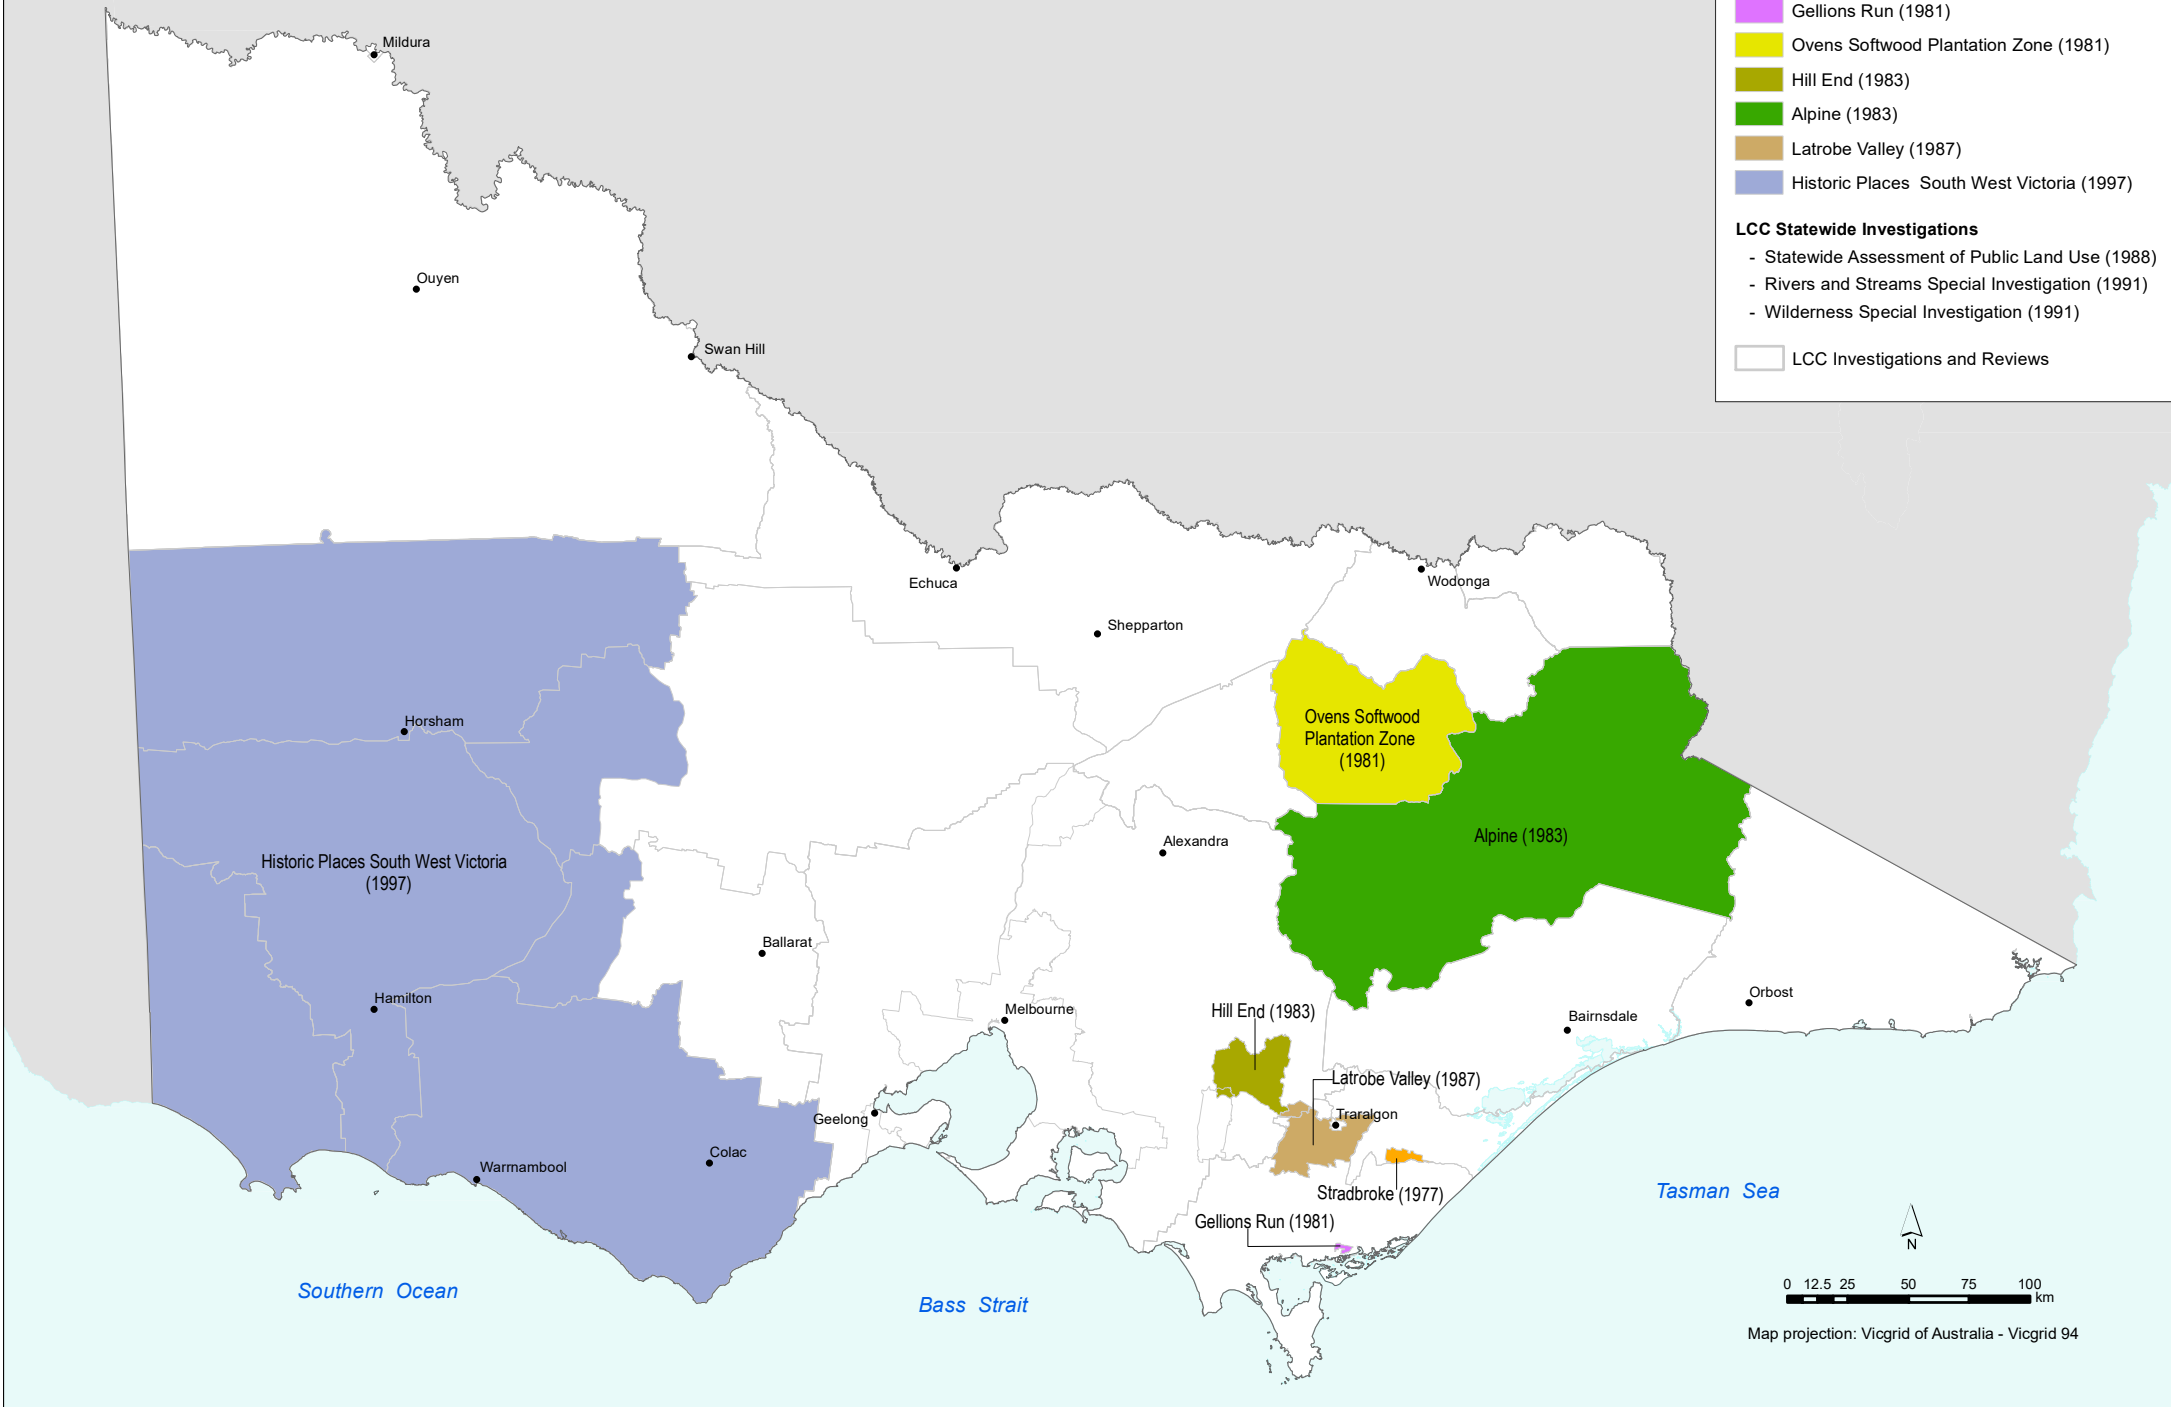 Gellions Run (1981)
Ovens Softwood Plantation Zone (1981)
Hill End (1983)
Alpine (1983)
Latrobe Valley (1987)
Historic Places  South West Victoria (1997)
LCC Statewide Investigations
- Statewide Assessment of Public Land Use (1988)
- Rivers and Streams Special Investigation (1991)
- Wilderness Special Investigation (1991)
LCC Investigations and Reviews
Mildura
Ouyen
Swan Hill
Echuca
Wodonga
Shepparton
Horsham
Ovens Softwood
Plantation Zone
(1981)
Alpine (1983)
Alexandra
Historic Places South West Victoria
(1997)
Ballarat
Hamilton
Melbourne
Hill End (1983)
Orbost
Bairnsdale
Latrobe Valley (1987)
Traralgon
Geelong
Colac
Warrnambool
Stradbroke (1977)
Gellions Run (1981)
Tasman Sea
Southern Ocean
Bass Strait
N
0 12.5 25 50 75 100
km
Map projection: Vicgrid of Australia - Vicgrid 94